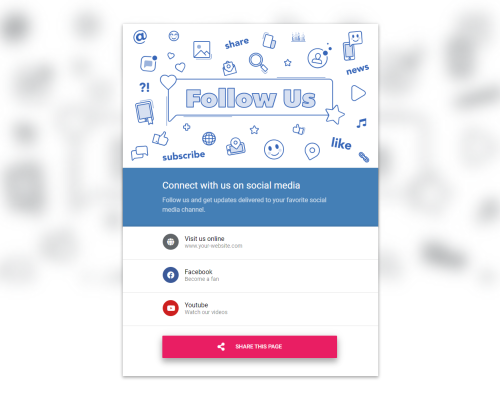 @
share
news
?!
Follow Us
like
subscribe
Connect with us on social media
Follow us and get updates delivered to your favorite social
media channel.
Visit us online
www.your-website.com
Facebook
Become a fan
Youtube
Watch our videos
SHARE THIS PAGE